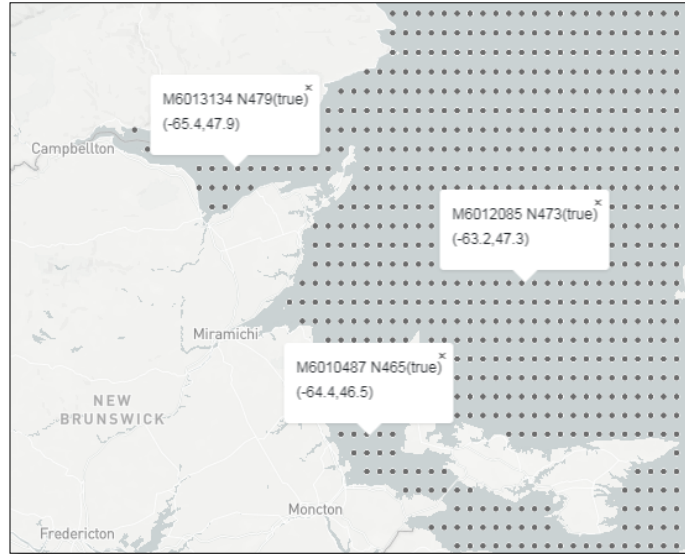 M6013134 N479(true)
×
(-65.4,47.9)
Campbellton
M6012085 N473(true)
×
(-63.2,47.3)
Miramichi
M6010487 N465(true)
×
(-64.4,46.5)
NEW
BRUNSWICK
Moncton
Fredericton